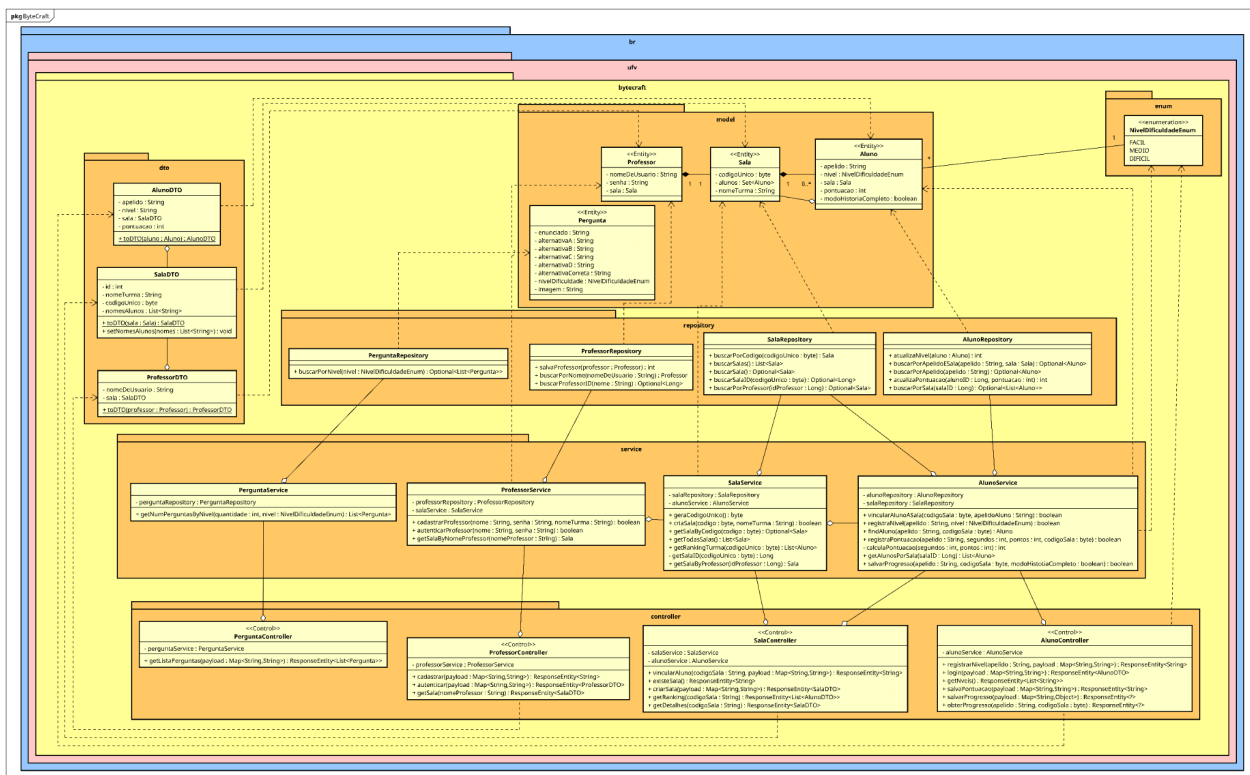 pkg ByteCraft
br
ufv
bytecraft
enum
<<enumeration>>
NivelDificuldadeEnum
FACIL
MEDIO
DIFICIL
1
*
model
<<Entity>>
Professor
- nomeDeUsuario : String
- senha : String
- sala : Sala
1
1
<<Entity>>
Sala
- codigoUnico : byte
- alunos : Set<Aluno>
- nomeTurma : String
1
0..*
<<Entity>>
Aluno
- apelido : String
- nivel : NivelDificuldadeEnum
- sala : Sala
- pontuacao : int
- modoHistoriaCompleto : boolean
<<Entity>>
Pergunta
- enunciado : String
- alternativaA : String
- alternativaB : String
- alternativaC : String
- alternativaD : String
- alternativaCorreta : String
- nivelDificuldade : NivelDificuldadeEnum
- imagem : String
dto
AlunoDTO
- apelido : String
- nivel : String
- sala : SalaDTO
- pontuacao : int
+ toDTO(aluno : Aluno) : AlunoDTO
SalaDTO
- id : int
- nomeTurma : String
- codigoUnico : byte
- nomesAlunos : List<String>
+ toDTO(sala : Sala) : SalaDTO
+ setNomesAlunos(nomes : List<String>) : void
ProfessorDTO
- nomeDeUsuario : String
- sala : SalaDTO
+ toDTO(professor : Professor) : ProfessorDTO
repository
PerguntaRepository
+ buscarPorNivel(nivel : NivelDificuldadeEnum) : Optional<List<Pergunta>>
ProfessorRepository
+ salvaProfessor(professor : Professor) : int
+ buscarPorNome(nomeDeUsuario : String) : Professor
+ buscarProfessorID(nome : String) : Optional<Long>
SalaRepository
+ buscarPorCodigo(codigoUnico : byte) : Sala
+ buscarSalas() : List<Sala>
+ buscarSala() : Optional<Sala>
+ buscarSalaID(codigoUnico : byte) : Optional<Long>
+ buscarPorProfessor(idProfessor : Long) : Optional<Sala>
AlunoRepository
+ atualizaNivel(aluno : Aluno) : int
+ buscarPorApelidoESala(apelido : String, sala : Sala) : Optional<Aluno>
+ buscarPorApelido(apelido : String) : Optional<Aluno>
+ atualizaPontuacao(alunoID : Long, pontuacao : int) : int
+ buscarPorSala(salaID : Long) : Optional<List<Aluno>>
service
PerguntaService
- perguntaRepository : PerguntaRepository
+ getNumPerguntasByNivel(quantidade : int, nivel : NivelDificuldadeEnum) : List<Pergunta>
ProfessorService
- professorRepository : ProfessorRepository
- salaService : SalaService
+ cadastrarProfessor(nome : String, senha : String, nomeTurma : String) : boolean
+ autenticarProfessor(nome : String, senha : String) : boolean
+ getSalaByNomeProfessor(nomeProfessor : String) : Sala
SalaService
- salaRepository : SalaRepository
- alunoService : AlunoService
+ geraCodigoUnico() : byte
+ criaSala(codigo : byte, nomeTurma : String) : boolean
+ getSalaByCodigo(codigo : byte) : Optional<Sala>
+ getTodasSalas() : List<Sala>
+ getRankingTurma(codigoUnico : byte) : List<Aluno>
- getSalaID(codigoUnico : byte) : Long
+ getSalaByProfessor(idProfessor : Long) : Sala
AlunoService
- alunoRepository : AlunoRepository
- salaRepository : SalaRepository
+ vincularAlunoASala(codigoSala : byte, apelidoAluno : String) : boolean
+ registraNivel(apelido : String, nivel : NivelDificuldadeEnum) : boolean
+ findAluno(apelido : String, codigoSala : byte) : Aluno
+ registraPontuacao(apelido : String, segundos : int, pontos : int, codigoSala : byte) : boolean
- calculaPontuacao(segundos : int, pontos : int) : int
+ getAlunosPorSala(salaID : Long) : List<Aluno>
+ salvarProgresso(apelido : String, codigoSala : byte, modoHistoriaCompleto : boolean) : boolean
controller
<<Control>>
PerguntaController
- perguntaService : PerguntaService
+ getListaPerguntas(payload : Map<String,String>) : ResponseEntity<List<Pergunta>>
<<Control>>
ProfessorController
- professorService : ProfessorService
+ cadastrar(payload : Map<String,String>) : ResponseEntity<String>
+ autenticar(payload : Map<String,String>) : ResponseEntity<ProfessorDTO>
+ getSala(nomeProfessor : String) : ResponseEntity<SalaDTO>
<<Control>>
SalaController
- salaService : SalaService
- alunoService : AlunoService
+ vincularAluno(codigoSala : String, payload : Map<String,String>) : ResponseEntity<String>
+ existeSala() : ResponseEntity<String>
+ criarSala(payload : Map<String,String>) : ResponseEntity<SalaDTO>
+ getRanking(codigoSala : String) : ResponseEntity<List<AlunoDTO>>
+ getDetalhes(codigoSala : String) : ResponseEntity<SalaDTO>
<<Control>>
AlunoController
- alunoService : AlunoService
+ registrarNivel(apelido : String, payload : Map<String,String>) : ResponseEntity<String>
+ login(payload : Map<String,String>) : ResponseEntity<AlunoDTO>
+ getNiveis() : ResponseEntity<List<String>>
+ salvaPontuacao(payload : Map<String,String>) : ResponseEntity<String>
+ salvarProgresso(payload : Map<String,Object>) : ResponseEntity<?>
+ obterProgresso(apelido : String, codigoSala : byte) : ResponseEntity<?>